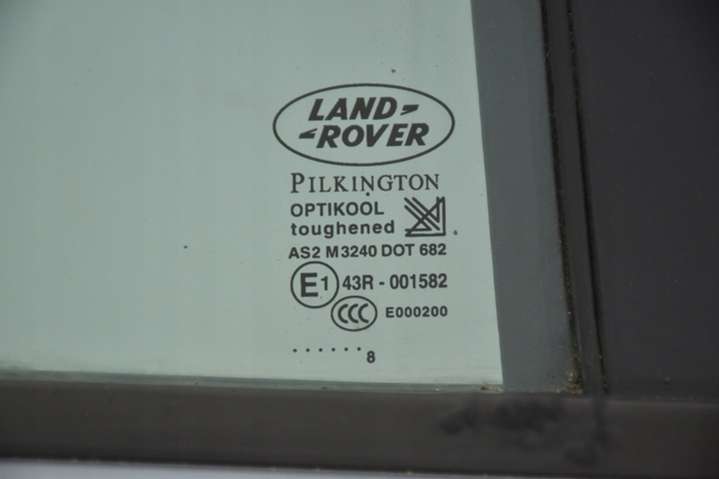 LAND
ROVER
PILKINGTON
OPTIKOOL
toughened
AS2 M3240 DOT 682
E1 43R - 001582
CCC E000200
...... 8